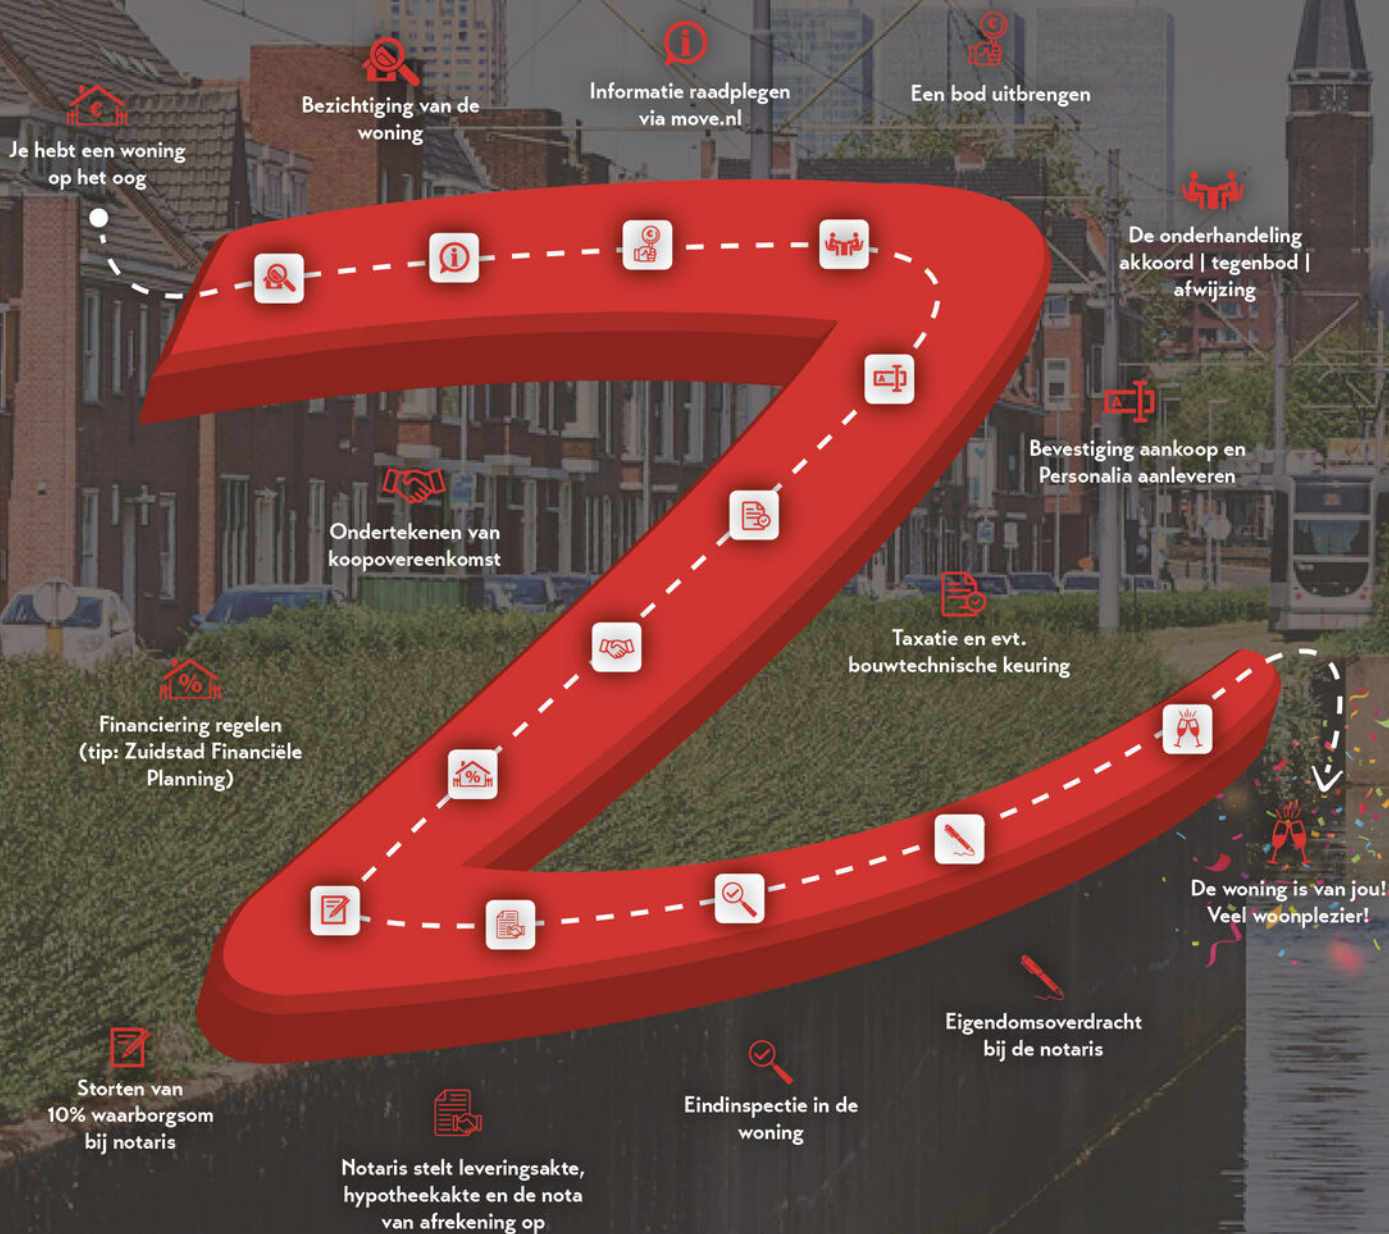 Je hebt een woning
op het oog
Bezichtiging van de
woning
Informatie raadplegen
via move.nl
Een bod uitbrengen
De onderhandeling
akkoord | tegenbod |
afwijzing
Bevestiging aankoop en
Personalia aanleveren
Taxatie en evt.
bouwtechnische keuring
Ondertekenen van
koopovereenkomst
Financiering regelen
(tip: Zuidstad Financiële
Planning)
Storten van
10% waarborgsom
bij notaris
Notaris stelt leveringsakte,
hypotheekakte en de nota
van afrekening op
Eindinspectie in de
woning
Eigendomsoverdracht
bij de notaris
De woning is van jou!
Veel woonplezier!